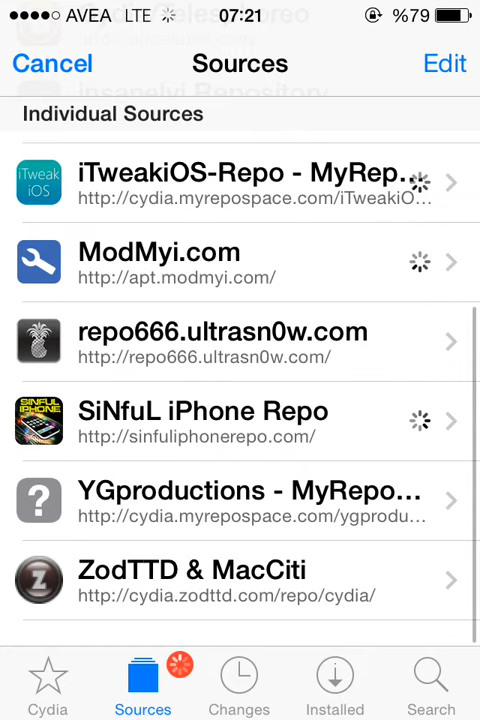 AVEA LTE 07:21 %79
Cancel Sources Edit
Individual Sources
iTweak
iOS
iTweakiOS-Repo - MyRep...
http://cydia.myrepospace.com/iTweakiO...
ModMyi.com
http://apt.modmyi.com/
repo666.ultrasn0w.com
http://repo666.ultrasn0w.com/
SINFUL
IPHONE
SiNfuL iPhone Repo
http://sinfuliphonerepo.com/
?
YGproductions - MyRepo...
http://cydia.myrepospace.com/ygprodu...
Z
ZodTTD & MacCiti
http://cydia.zodttd.com/repo/cydia/
Cydia Sources Changes Installed Search